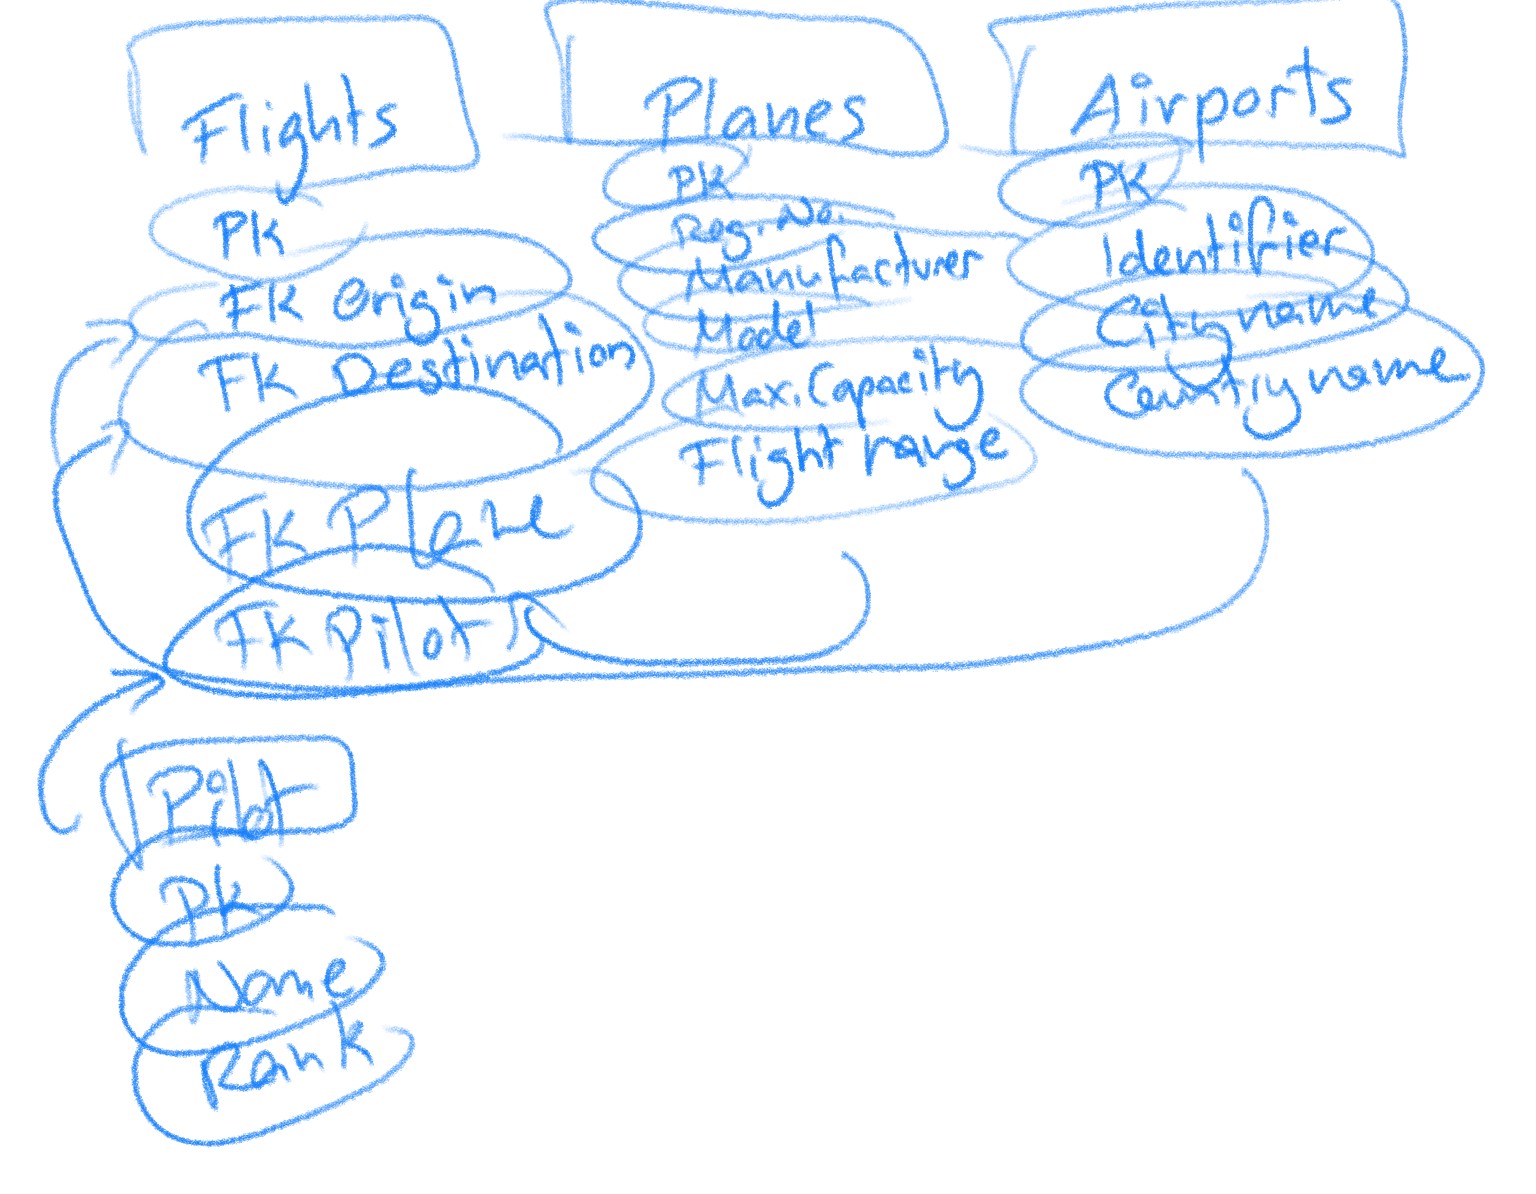 Flights
PK
FK Origin
FK Destination
FK Plane
FK Pilot
Planes
PK
Reg. No.
Manufacturer
Model
Max. Capacity
Flight range
Airports
PK
Identifier
City name
Country name
Pilot
PK
Name
Rank